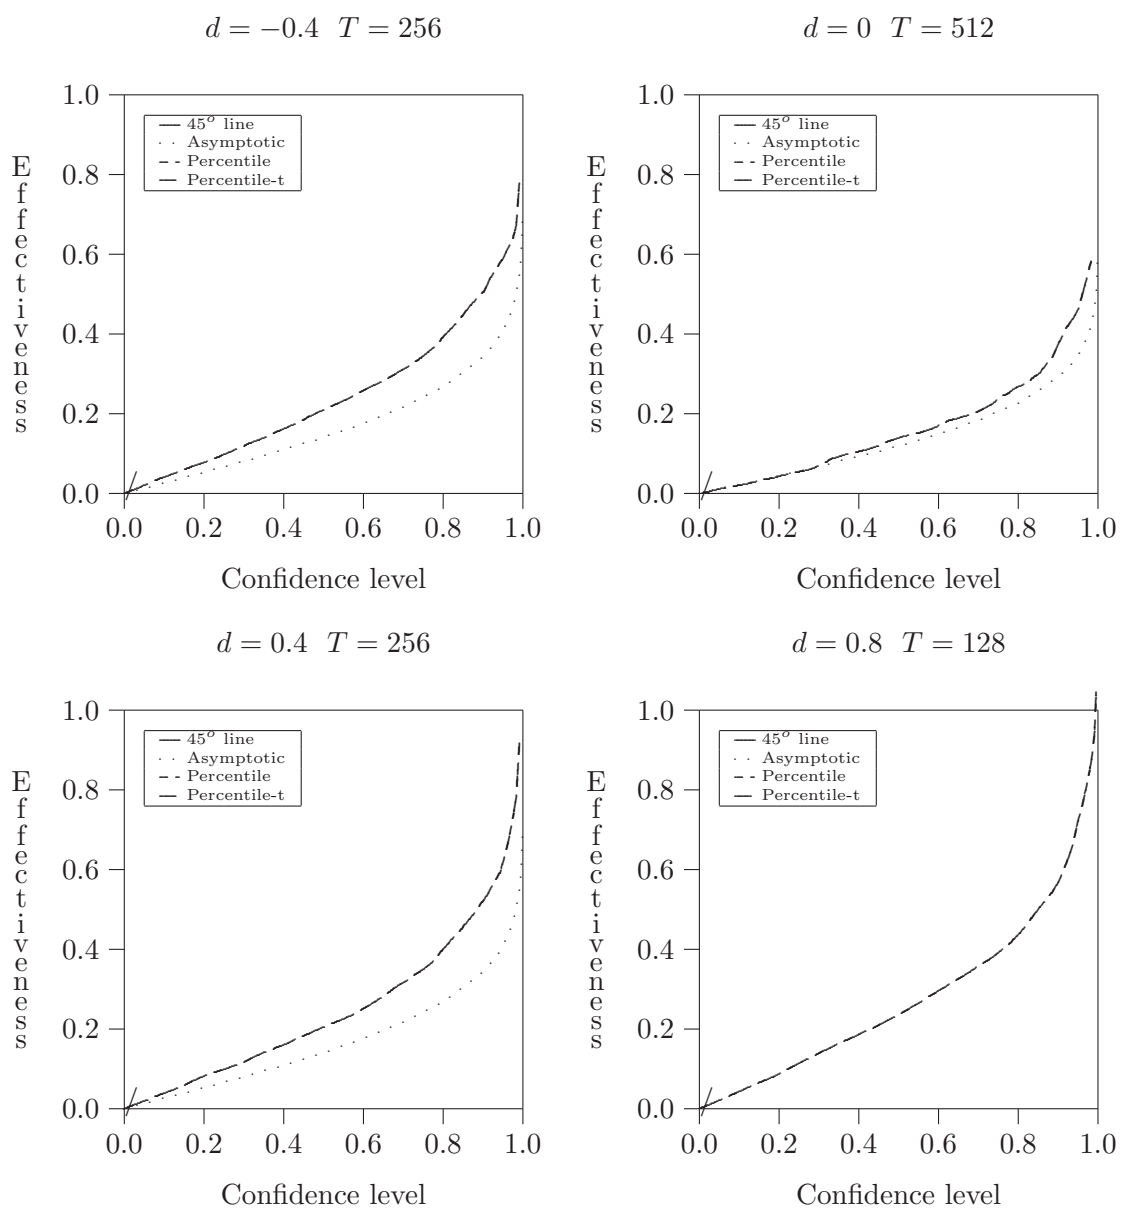 d = −0.4 T = 256
1.0
0.8
0.6
0.4
0.2
0.0
Effectiveness
45° line
Asymptotic
Percentile
Percentile-t
0.0 0.2 0.4 0.6 0.8 1.0
Confidence level
d = 0 T = 512
1.0
0.8
0.6
0.4
0.2
0.0
Effectiveness
45° line
Asymptotic
Percentile
Percentile-t
0.0 0.2 0.4 0.6 0.8 1.0
Confidence level
d = 0.4 T = 256
1.0
0.8
0.6
0.4
0.2
0.0
Effectiveness
45° line
Asymptotic
Percentile
Percentile-t
0.0 0.2 0.4 0.6 0.8 1.0
Confidence level
d = 0.8 T = 128
1.0
0.8
0.6
0.4
0.2
0.0
Effectiveness
45° line
Asymptotic
Percentile
Percentile-t
0.0 0.2 0.4 0.6 0.8 1.0
Confidence level